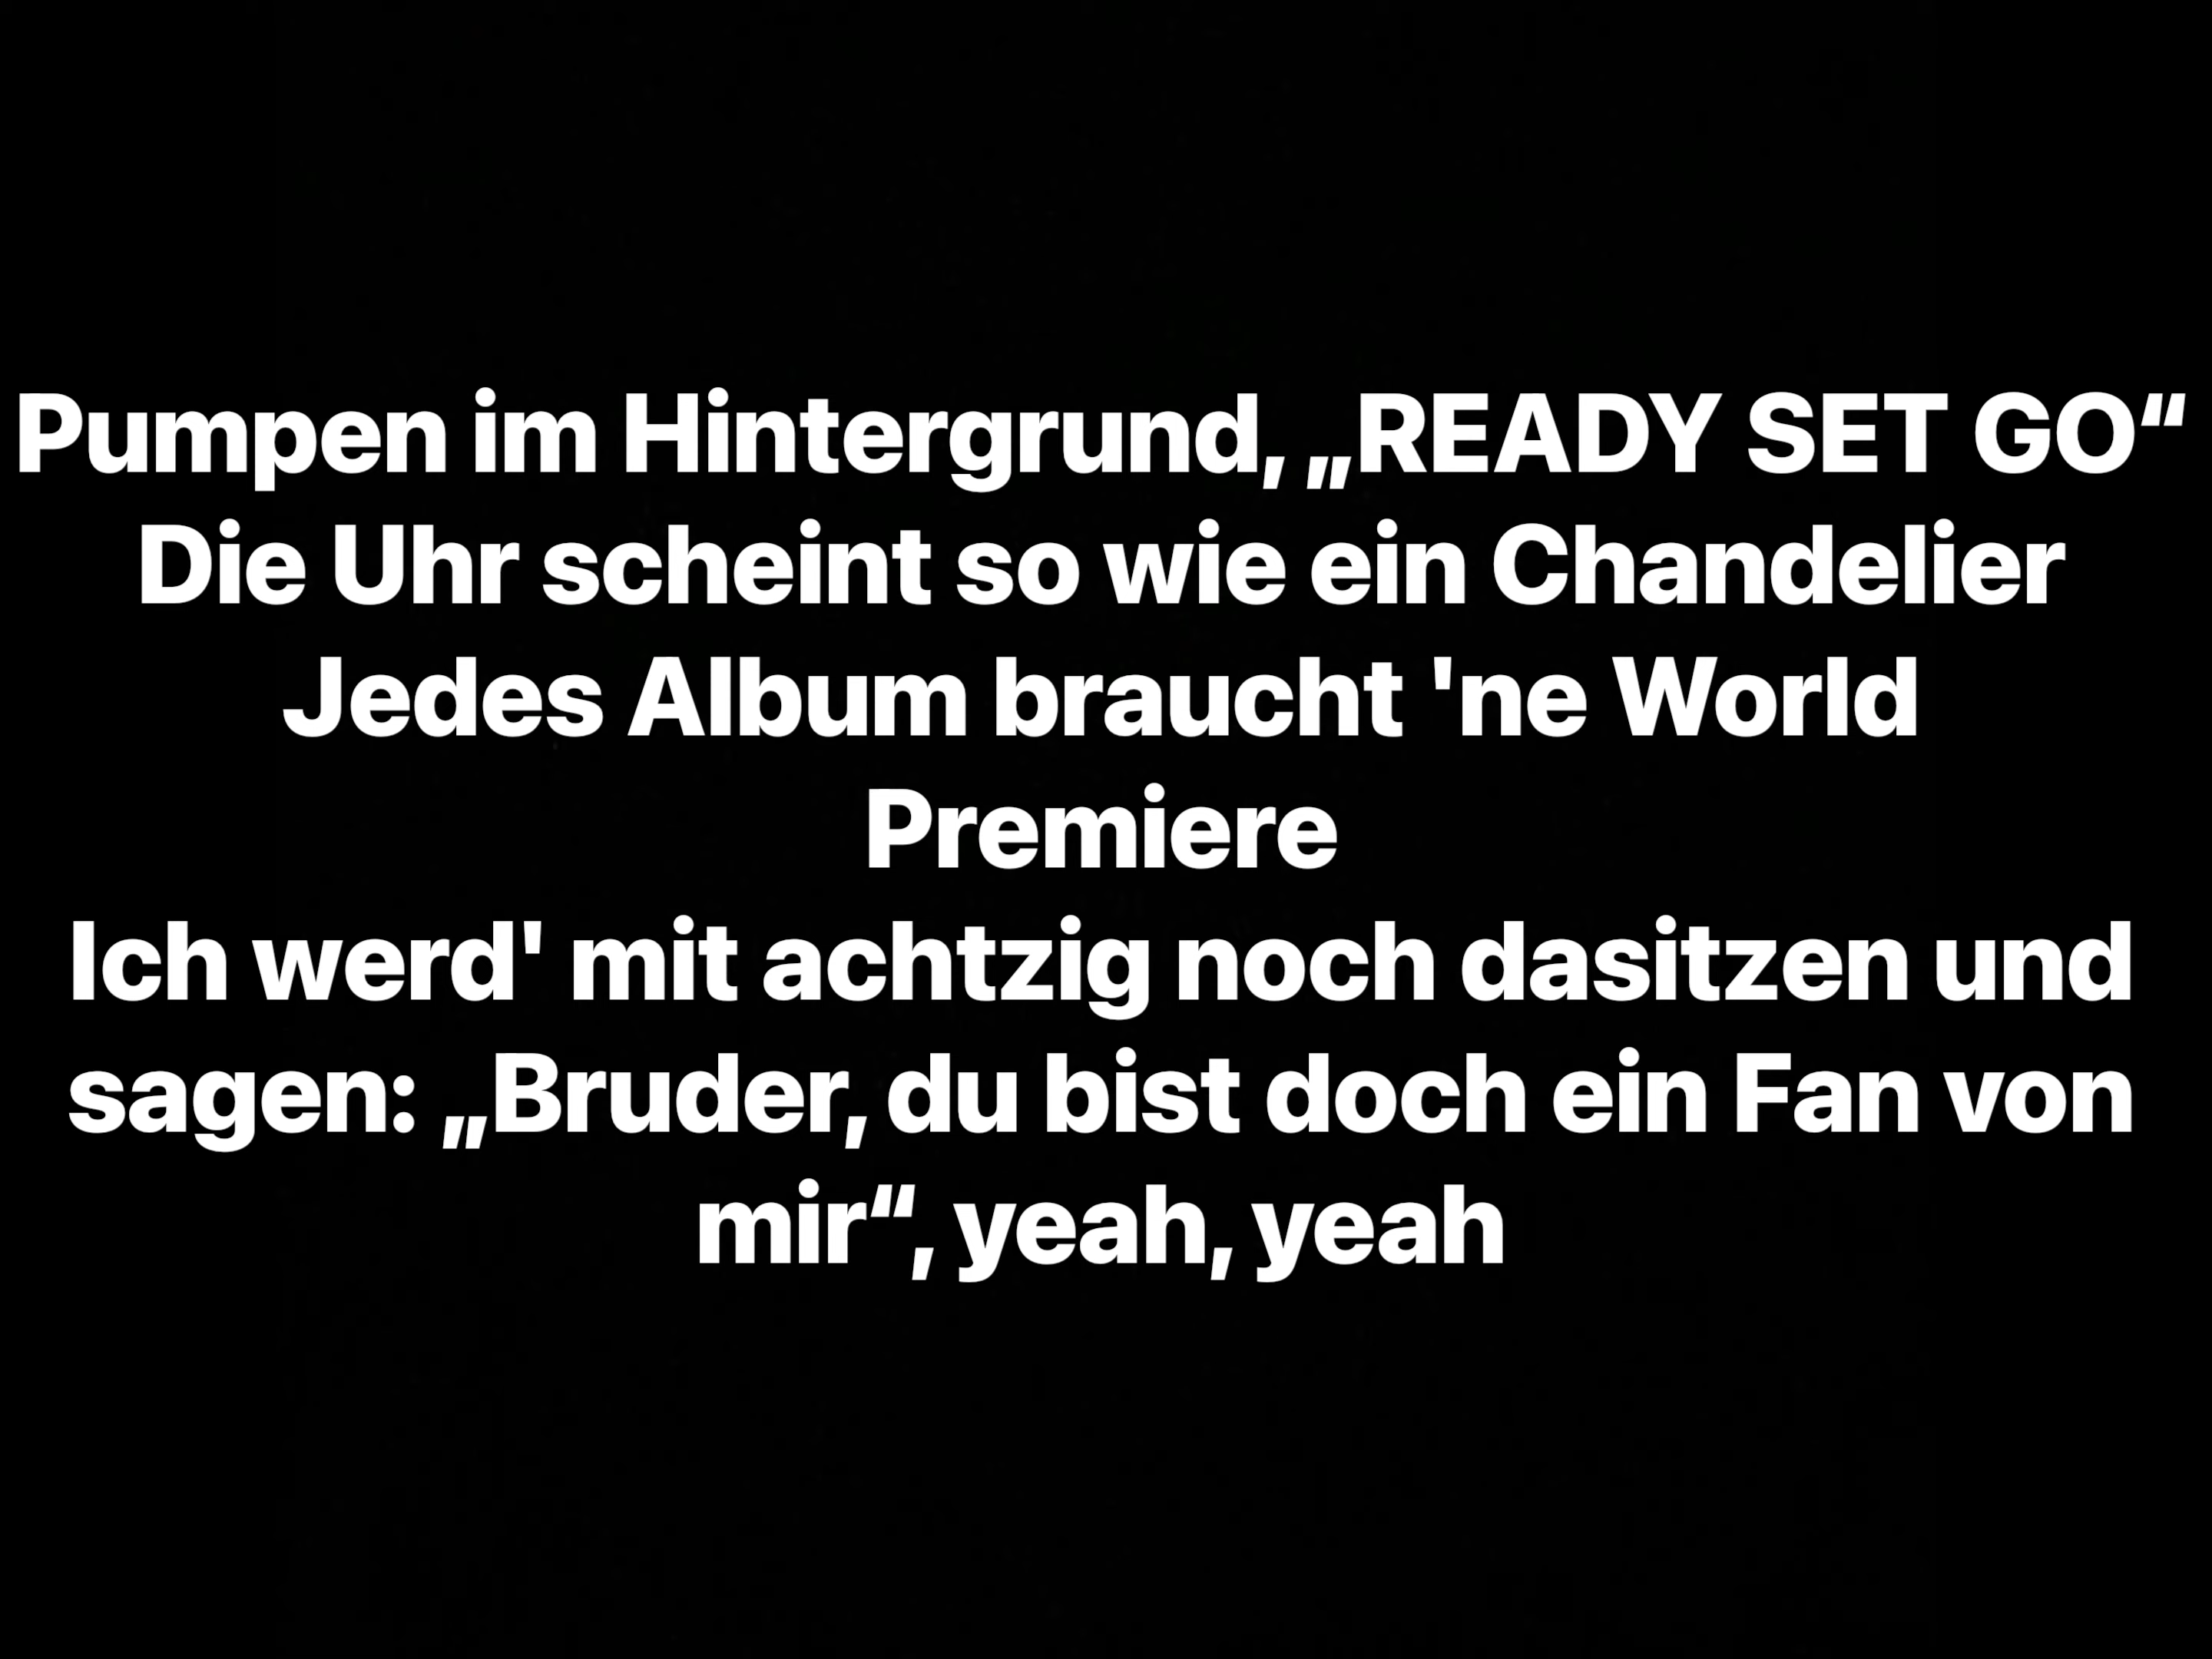 Pumpen im Hintergrund, „READY SET GO“
Die Uhr scheint so wie ein Chandelier
Jedes Album braucht 'ne World
Premiere
Ich werd' mit achtzig noch dasitzen und
sagen: „Bruder, du bist doch ein Fan von
mir“, yeah, yeah